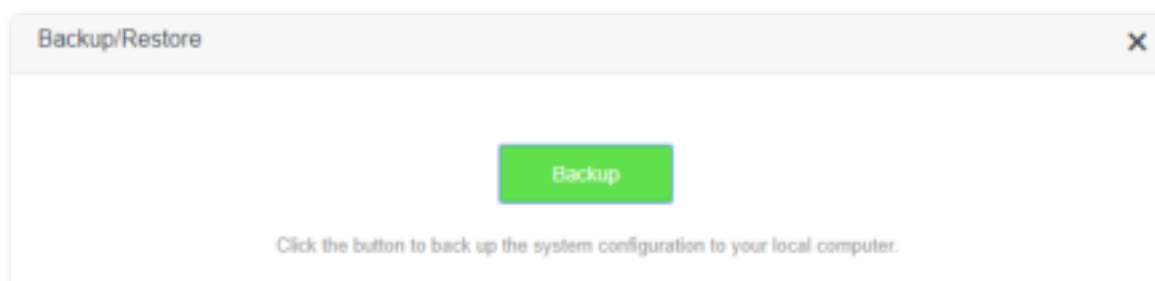 Backup/Restore
Backup
Click the button to back up the system configuration to your local computer.